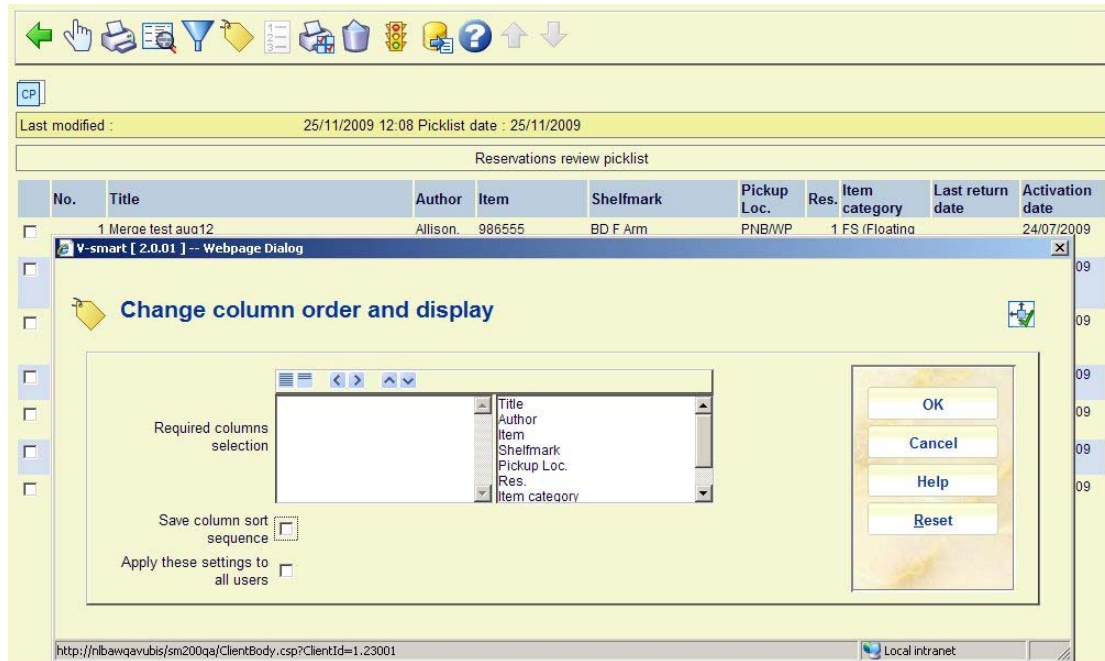 CP
Last modified : 25/11/2009 12:08 Picklist date : 25/11/2009
Reservations review picklist
No. Title Author Item Shelfmark Pickup Loc. Res. Item category Last return date Activation date
1 Merge test aug12 Allison, 986555 BD F Arm PNB/WP 1 FS (Floating 24/07/2009
V-smart [ 2.0.01 ] -- Webpage Dialog
09
Change column order and display
09
09
Title
Author
Item
Shelfmark
Pickup Loc.
Res.
Item category
Required columns
selection
OK
Cancel
Help
Reset
09
09
09
Save column sort
sequence
Apply these settings to
all users
http://nlbawqavubis/sm200qa/ClientBody.csp?ClientId=1.23001
Local intranet